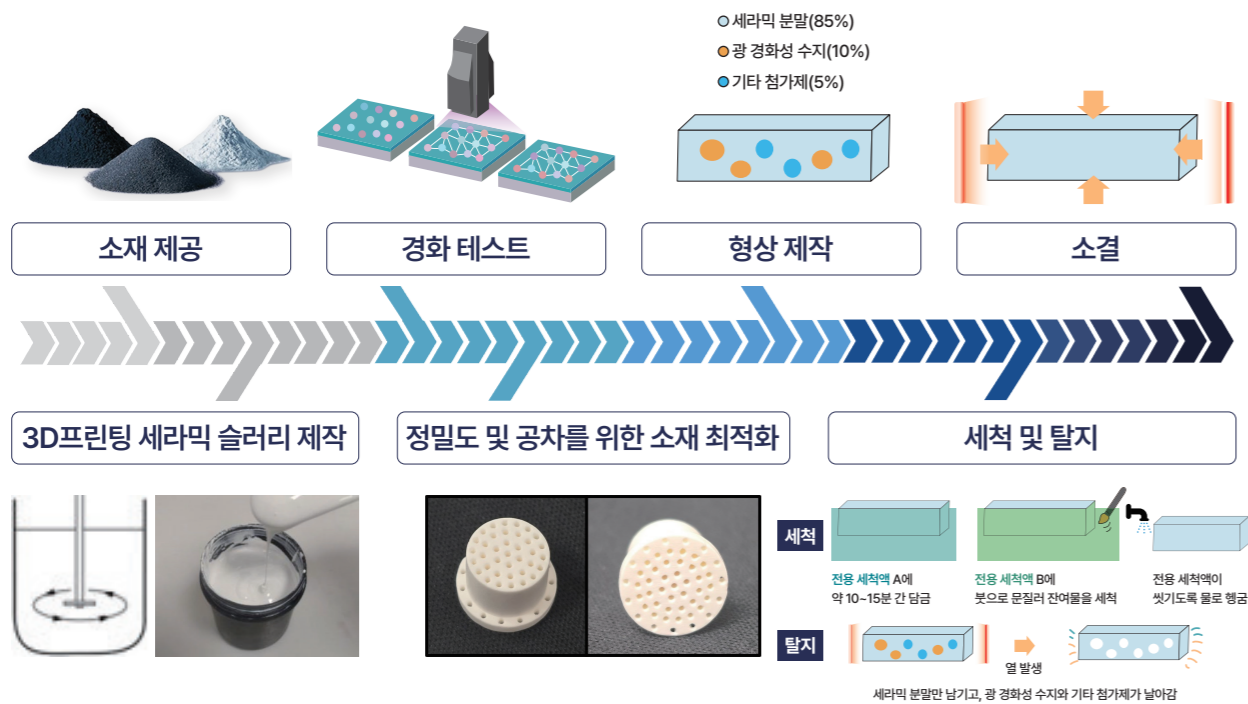 세라믹 분말(85%)
광 경화성 수지(10%)
기타 첨가제(5%)
소재 제공
경화 테스트
형상 제작
소결
3D프린팅 세라믹 슬러리 제작
정밀도 및 공차를 위한 소재 최적화
세척 및 탈지
세척
전용 세척액 A에
약 10~15분 간 담금
전용 세척액 B에
붓으로 문질러 잔여물을 세척
전용 세척액이
씻기도록 물로 헹굼
탈지
열 발생
세라믹 분말만 남기고, 광 경화성 수지와 기타 첨가제가 날아감